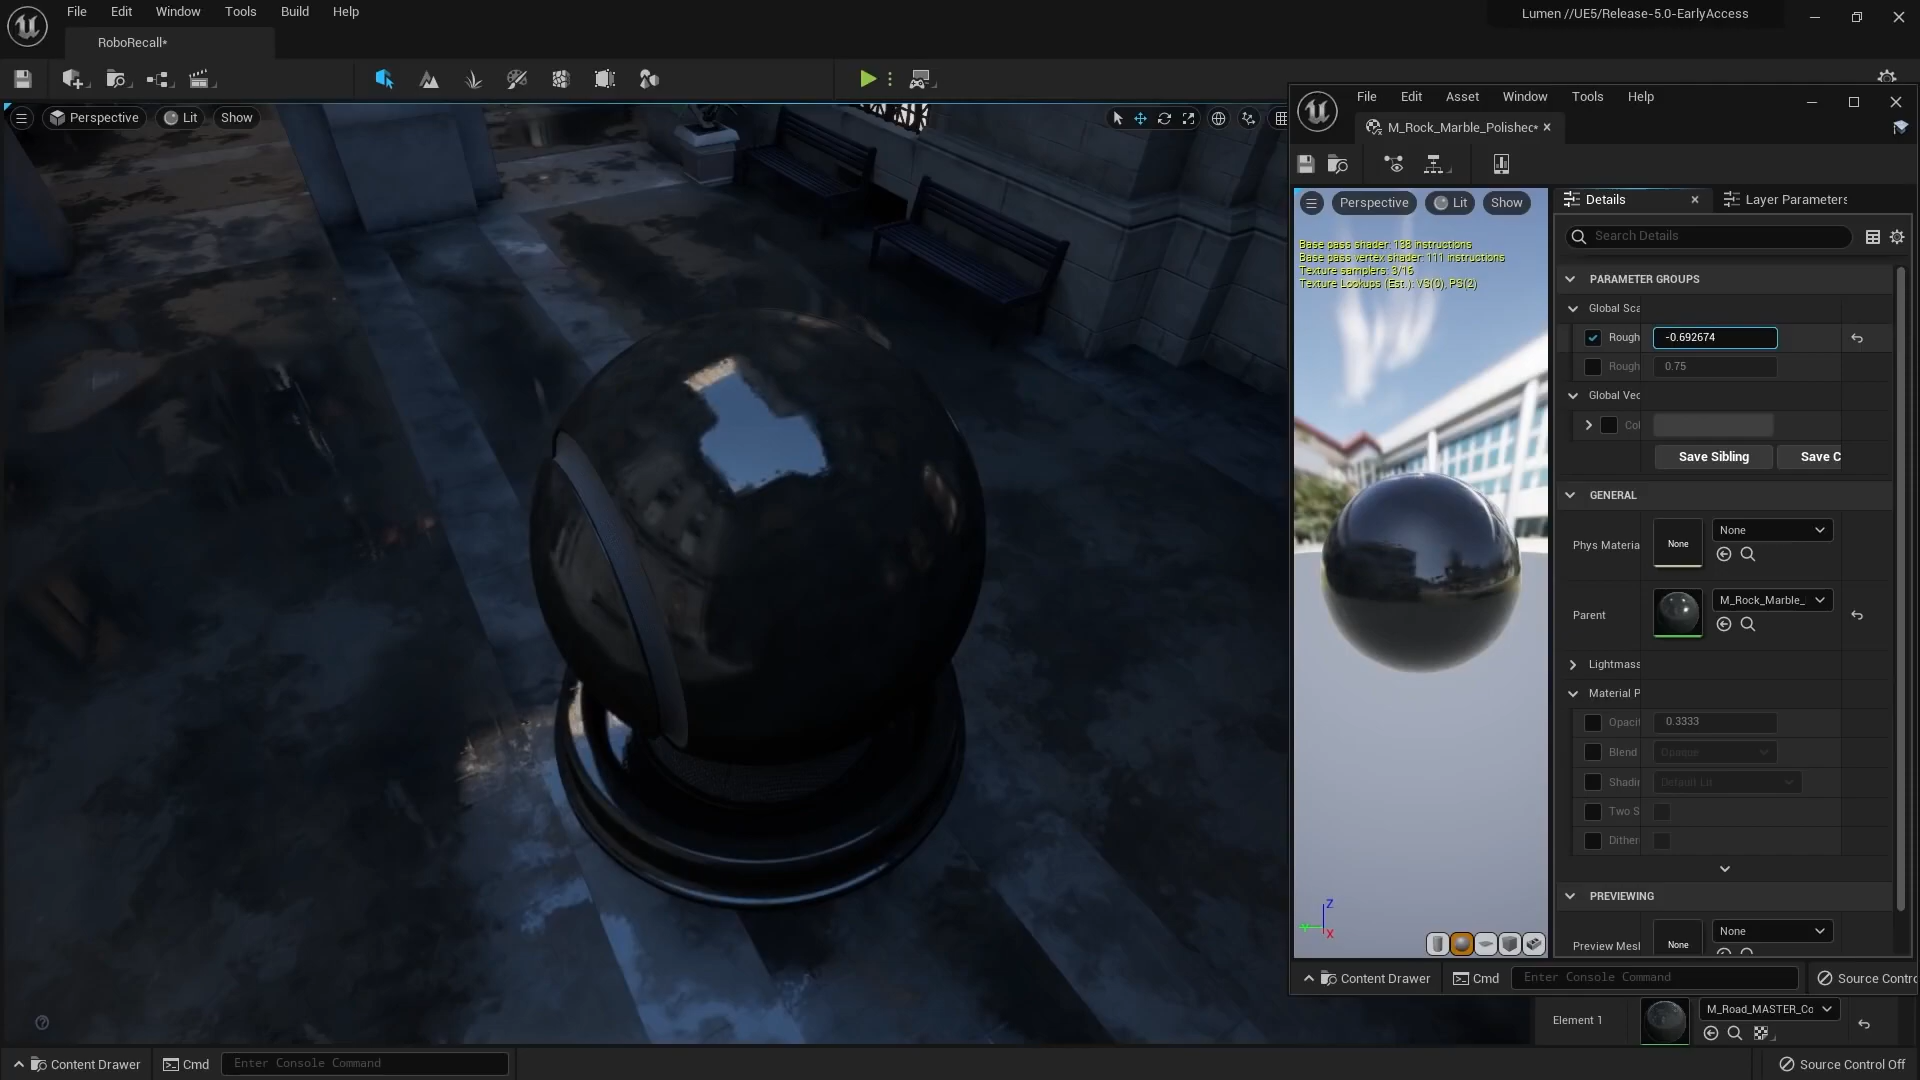 File Edit Window Tools Build Help
Lumen //UE5/Release-5.0-EarlyAccess
RoboRecall*
Perspective Lit Show
File Edit Asset Window Tools Help
M_Rock_Marble_Polishec*
Perspective Lit Show
Base pass shader: 138 instructions
Base pass vertex shader: 111 instructions
Texture samplers: 3/16
Texture Lookups (Est.): VS(0), PS(2)
Details
Layer Parameters
Search Details
PARAMETER GROUPS
Global Sca
Rough -0.692674
Rough 0.75
Global Vec
Col
Save Sibling Save C
GENERAL
Phys Materia None None
Parent M_Rock_Marble_
Lightmass
Material P
Opacit 0.3333
Blend Opaque
Shadin Default Lit
Two S
Dither
PREVIEWING
Preview Mesl None None
Z
Y
X
Content Drawer Cmd Enter Console Command Source Contro
Element 1 M_Road_MASTER_Cc
Content Drawer Cmd Enter Console Command Source Control Off